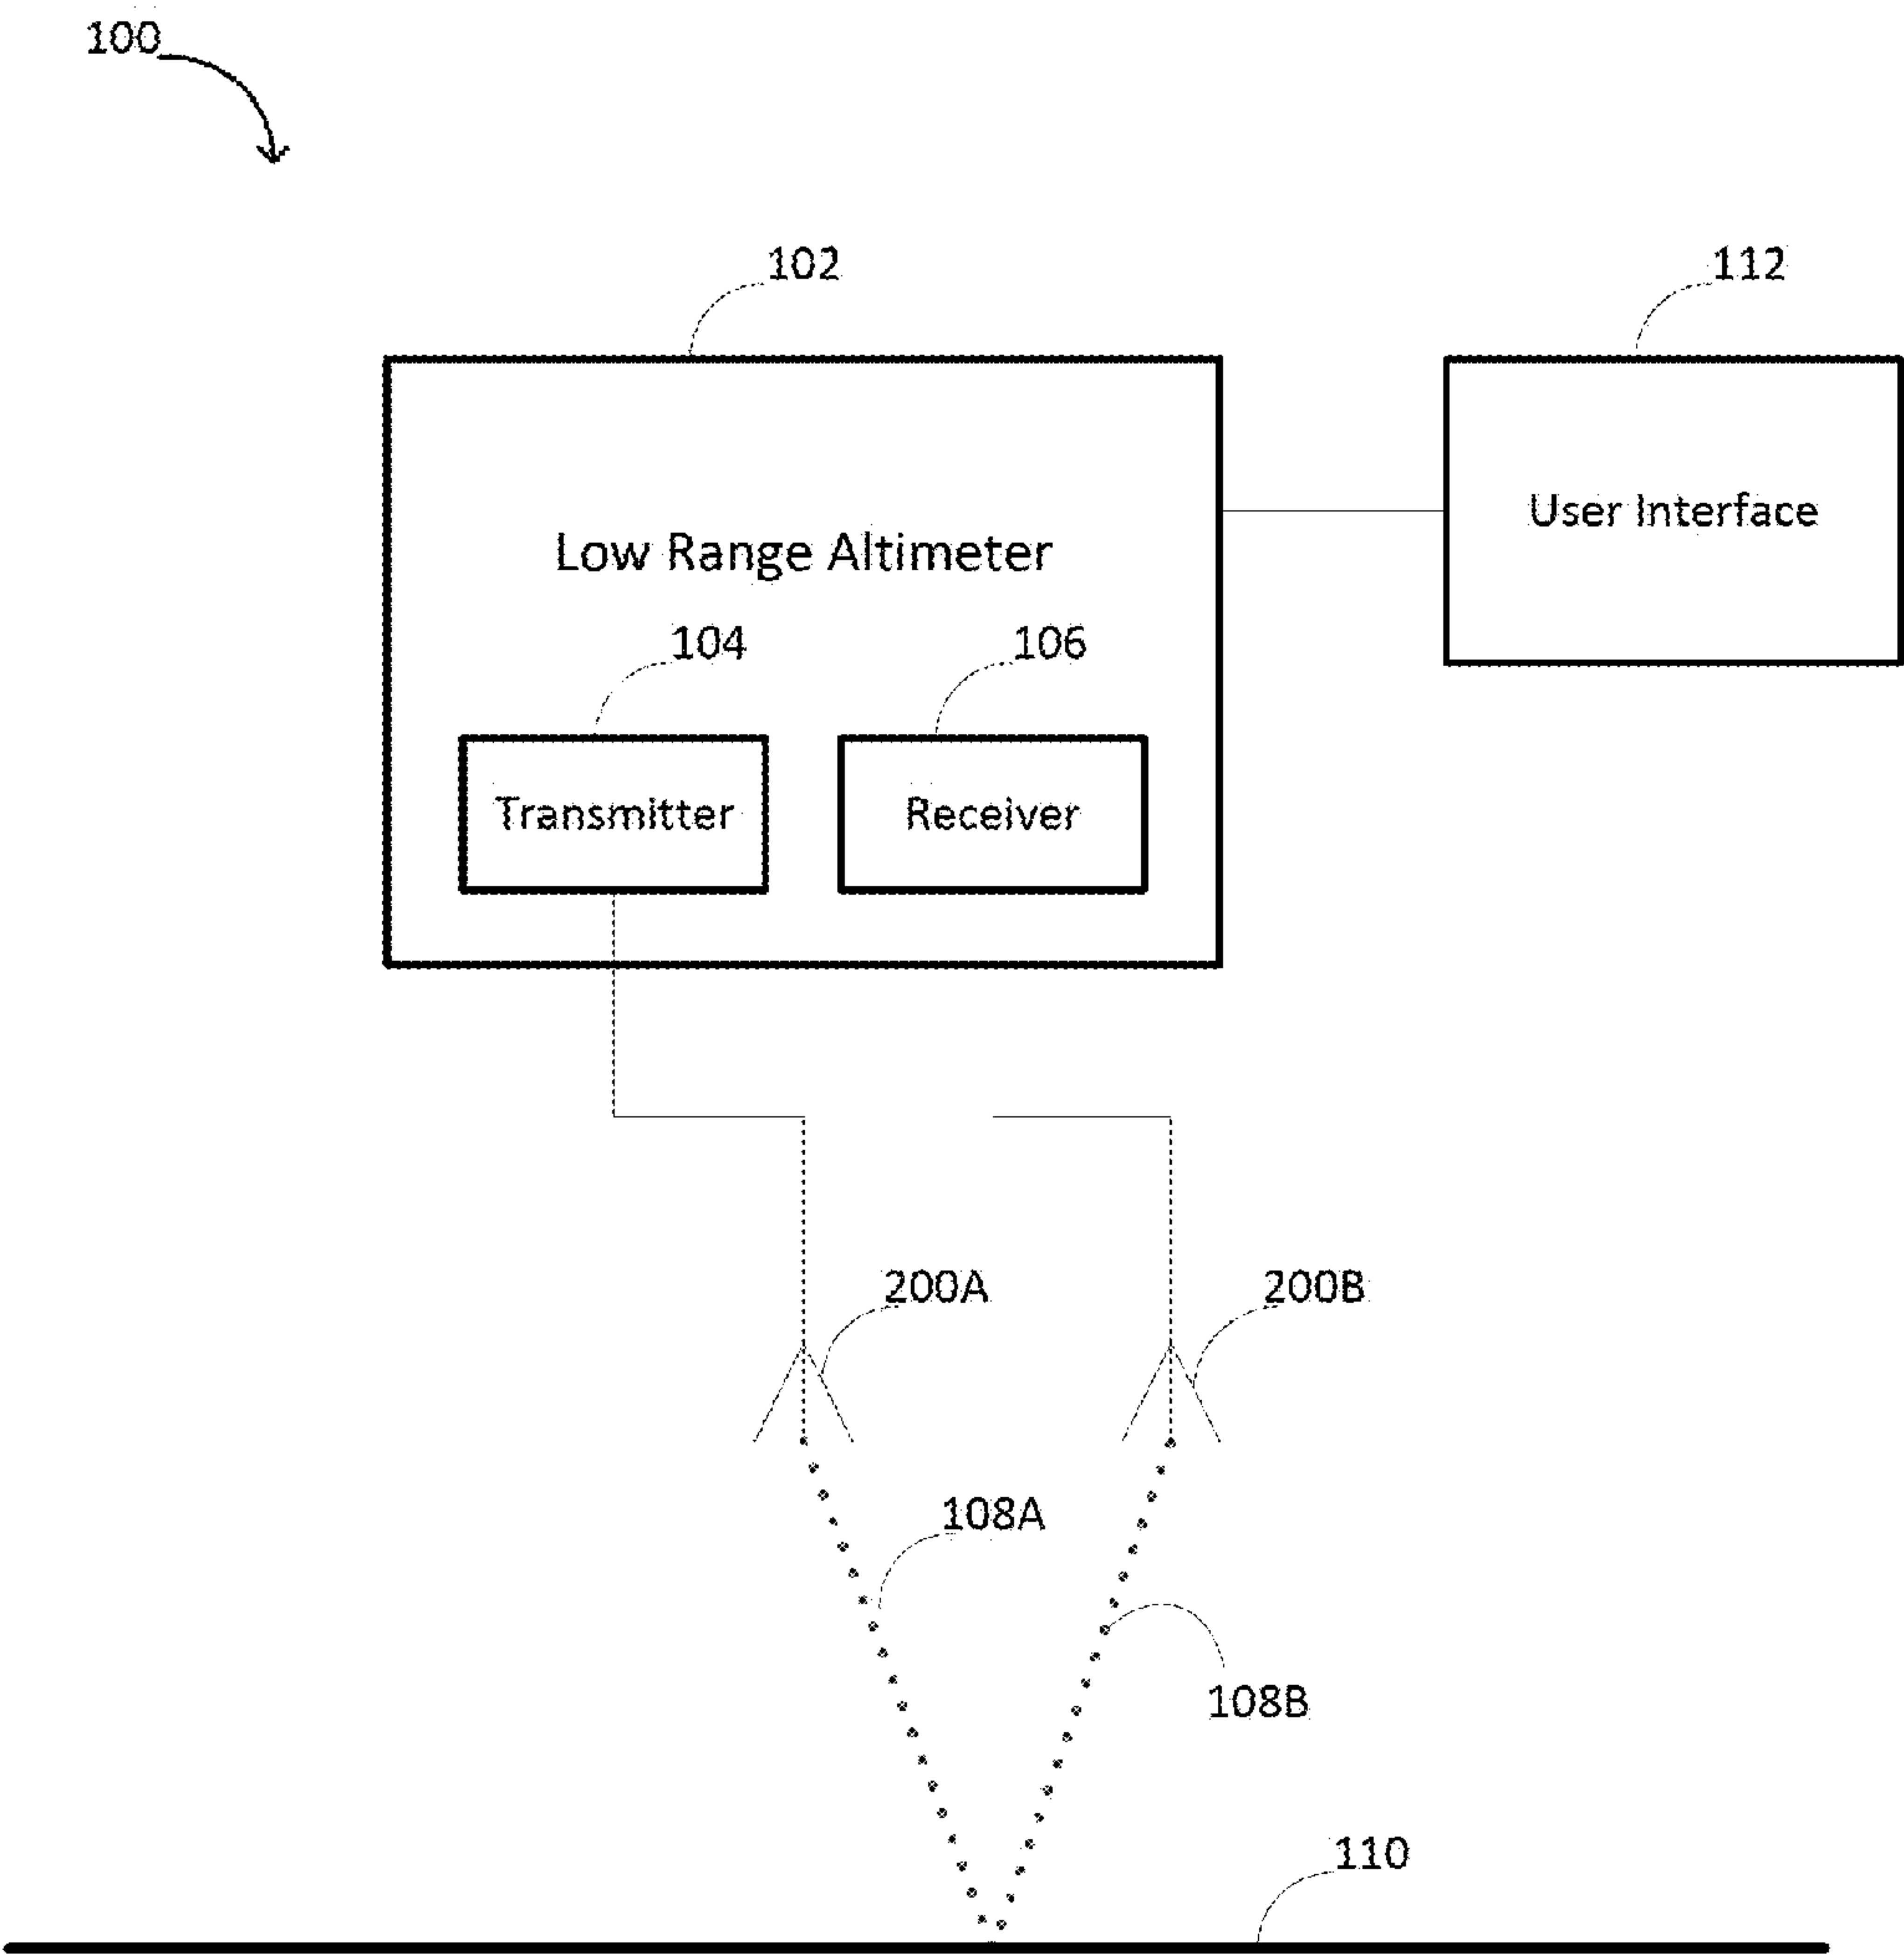 100
102
112
Low Range Altimeter
User Interface
104
106
Transmitter
Receiver
200A
200B
108A
108B
110